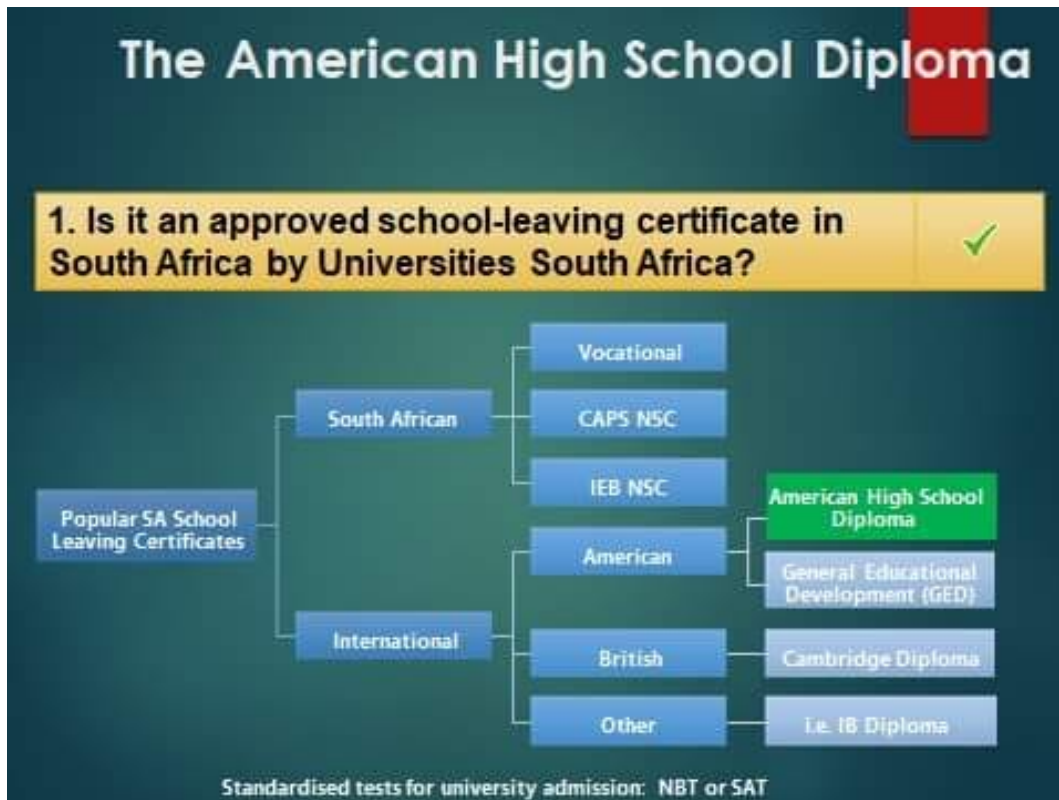 The American High School Diploma
1. Is it an approved school-leaving certificate in
South Africa by Universities South Africa?
Vocational
South African
CAPS NSC
IEB NSC
American High School
Diploma
Popular SA School
Leaving Certificates
American
General Educational
Development (GED)
International
British
Cambridge Diploma
Other
i.e. IB Diploma
Standardised tests for university admission: NBT or SAT